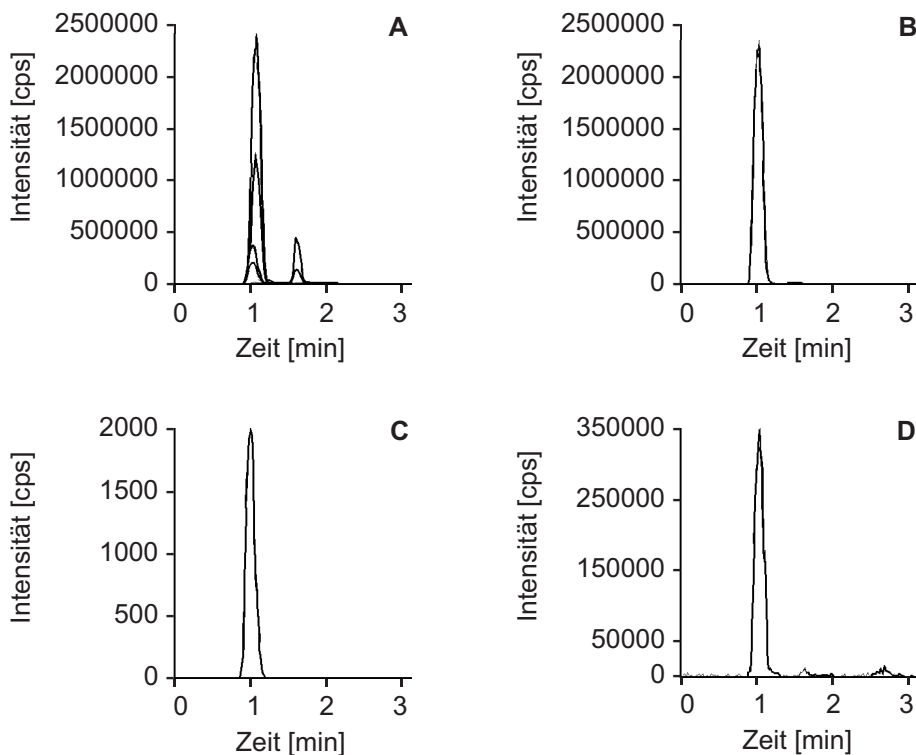 A
Intensität [cps]
2500000
2000000
1500000
1000000
500000
0
0 1 2 3
Zeit [min]
B
Intensität [cps]
2500000
2000000
1500000
1000000
500000
0
0 1 2 3
Zeit [min]
C
Intensität [cps]
2000
1500
1000
500
0
0 1 2 3
Zeit [min]
D
Intensität [cps]
350000
250000
150000
50000
0
0 1 2 3
Zeit [min]